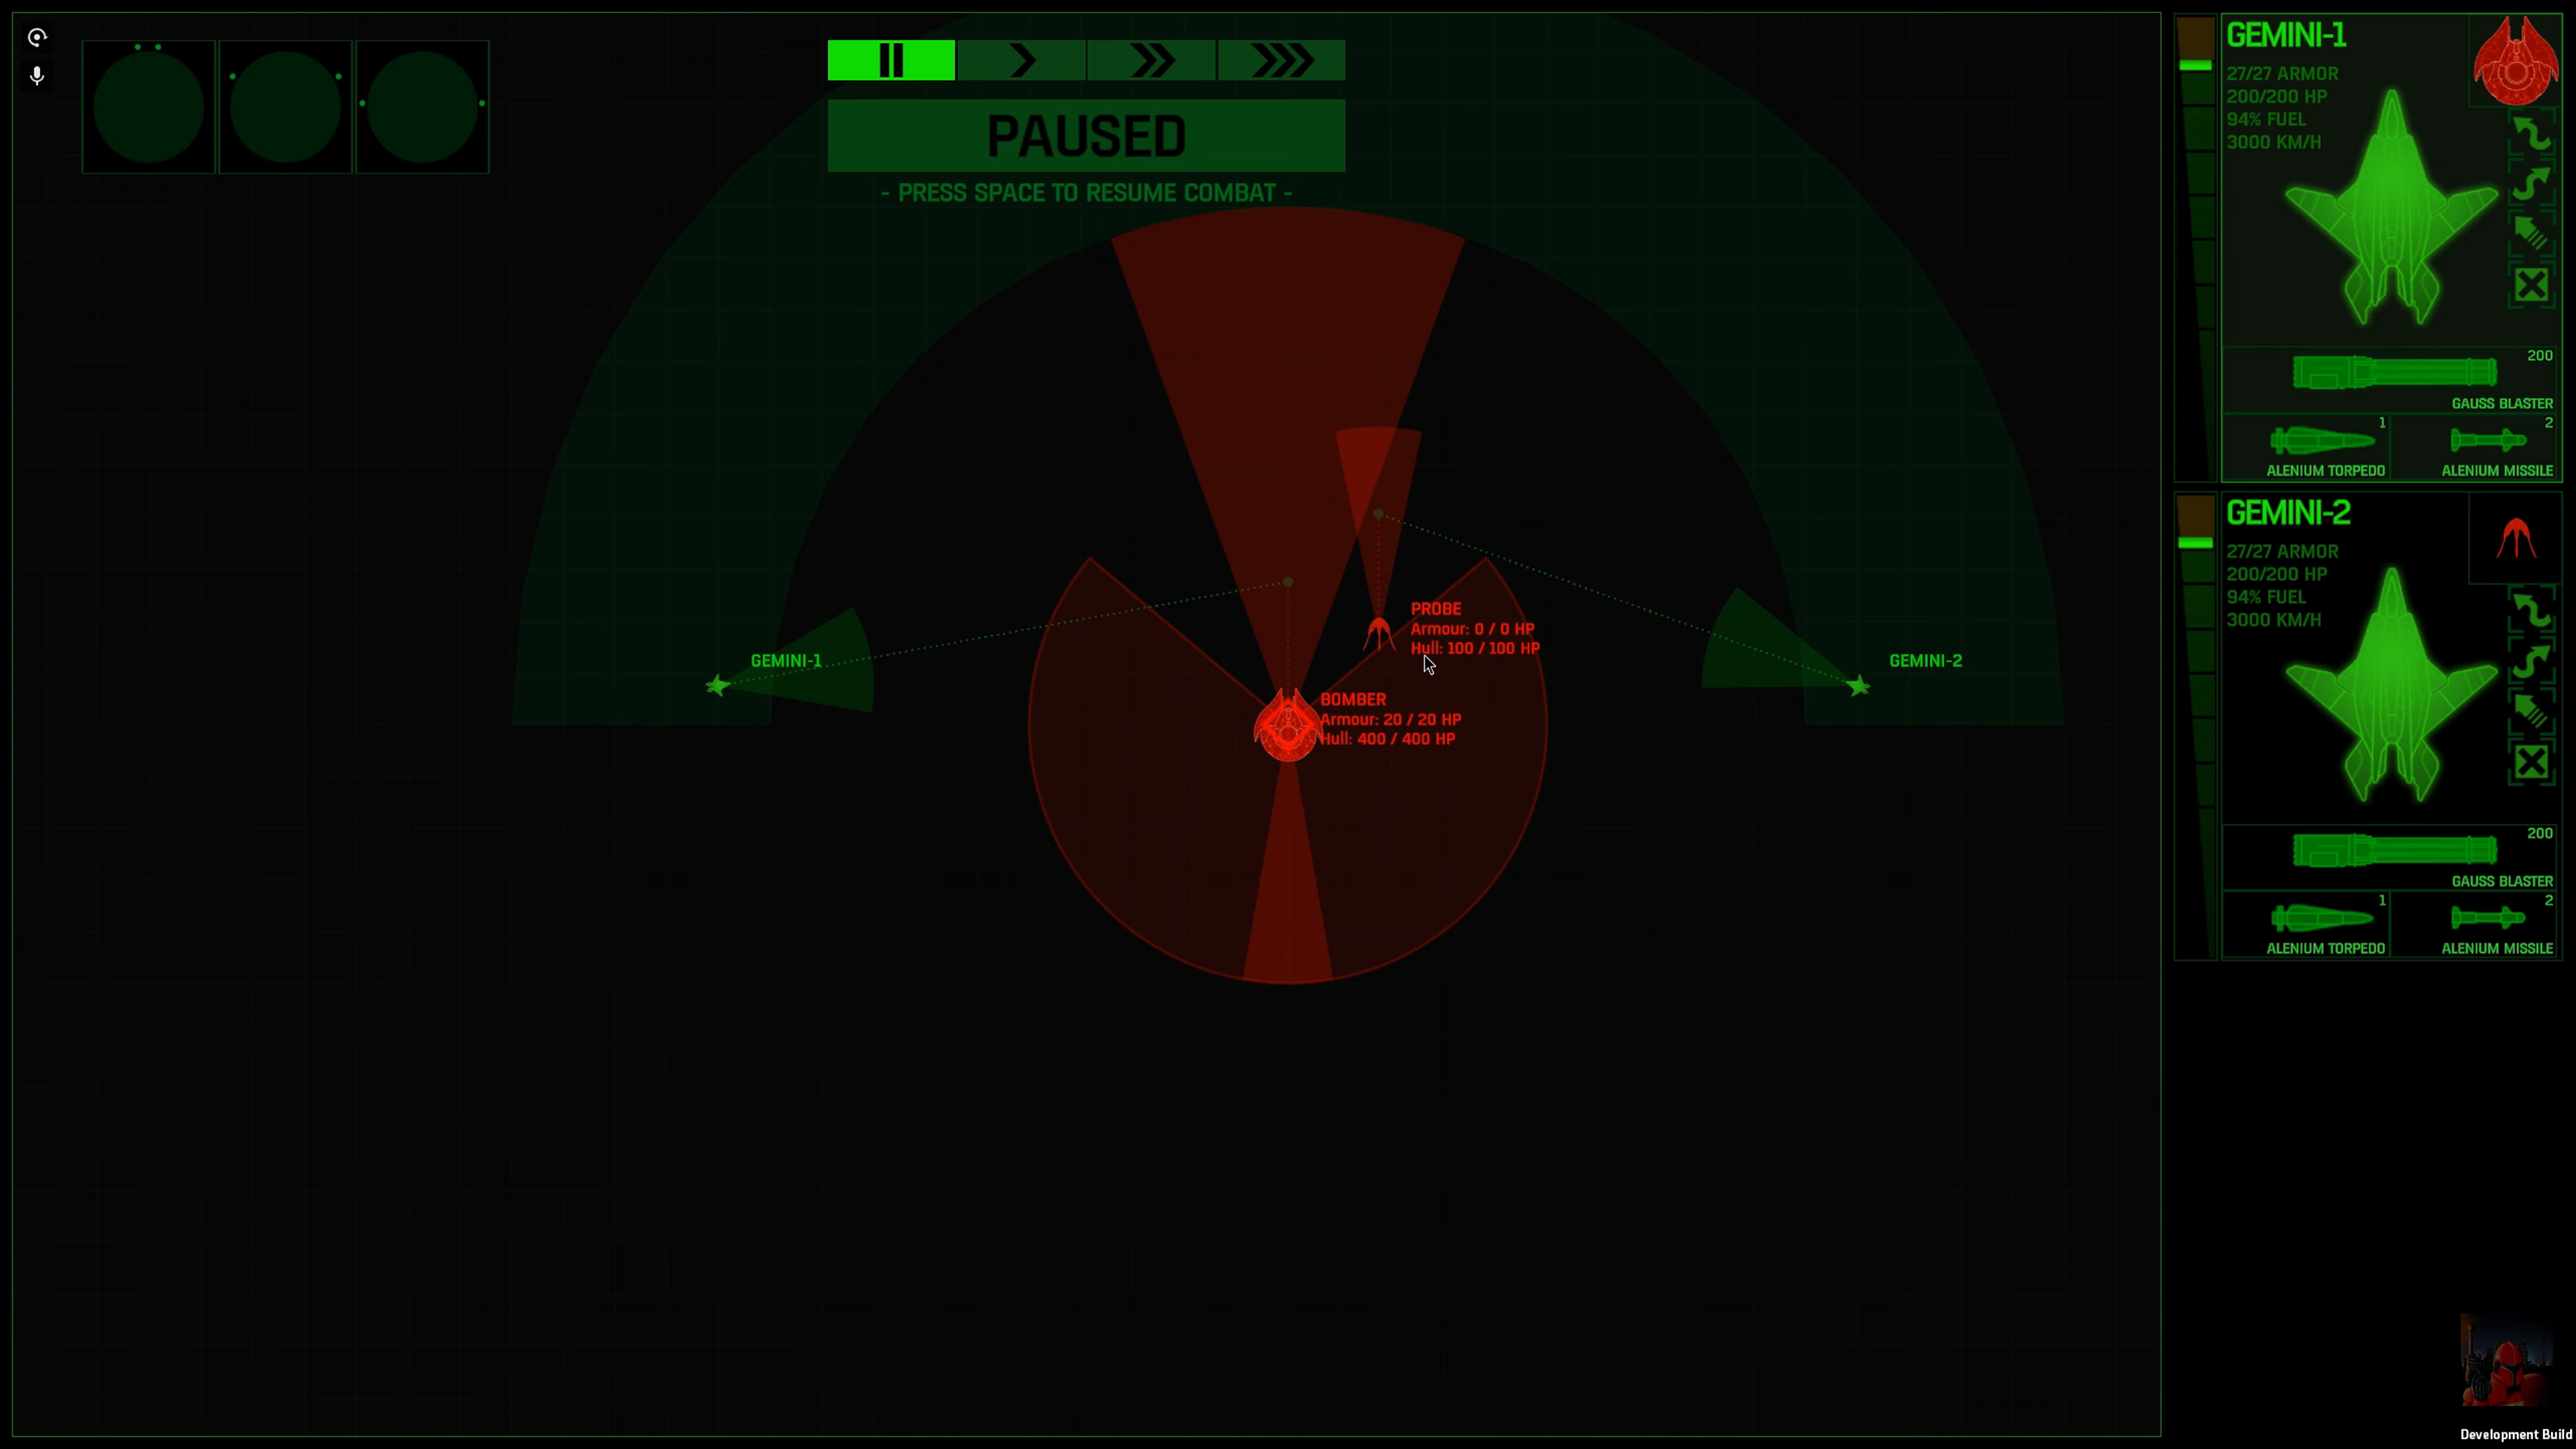 PAUSED
- PRESS SPACE TO RESUME COMBAT -
GEMINI-1
GEMINI-2
PROBE
Armour: 0 / 0 HP
Hull: 100 / 100 HP
BOMBER
Armour: 20 / 20 HP
Hull: 400 / 400 HP
GEMINI-1
27/27 ARMOR
200/200 HP
94% FUEL
3000 KM/H
200
GAUSS BLASTER
1
ALENIUM TORPEDO
2
ALENIUM MISSILE
GEMINI-2
27/27 ARMOR
200/200 HP
94% FUEL
3000 KM/H
200
GAUSS BLASTER
1
ALENIUM TORPEDO
2
ALENIUM MISSILE
Development Build